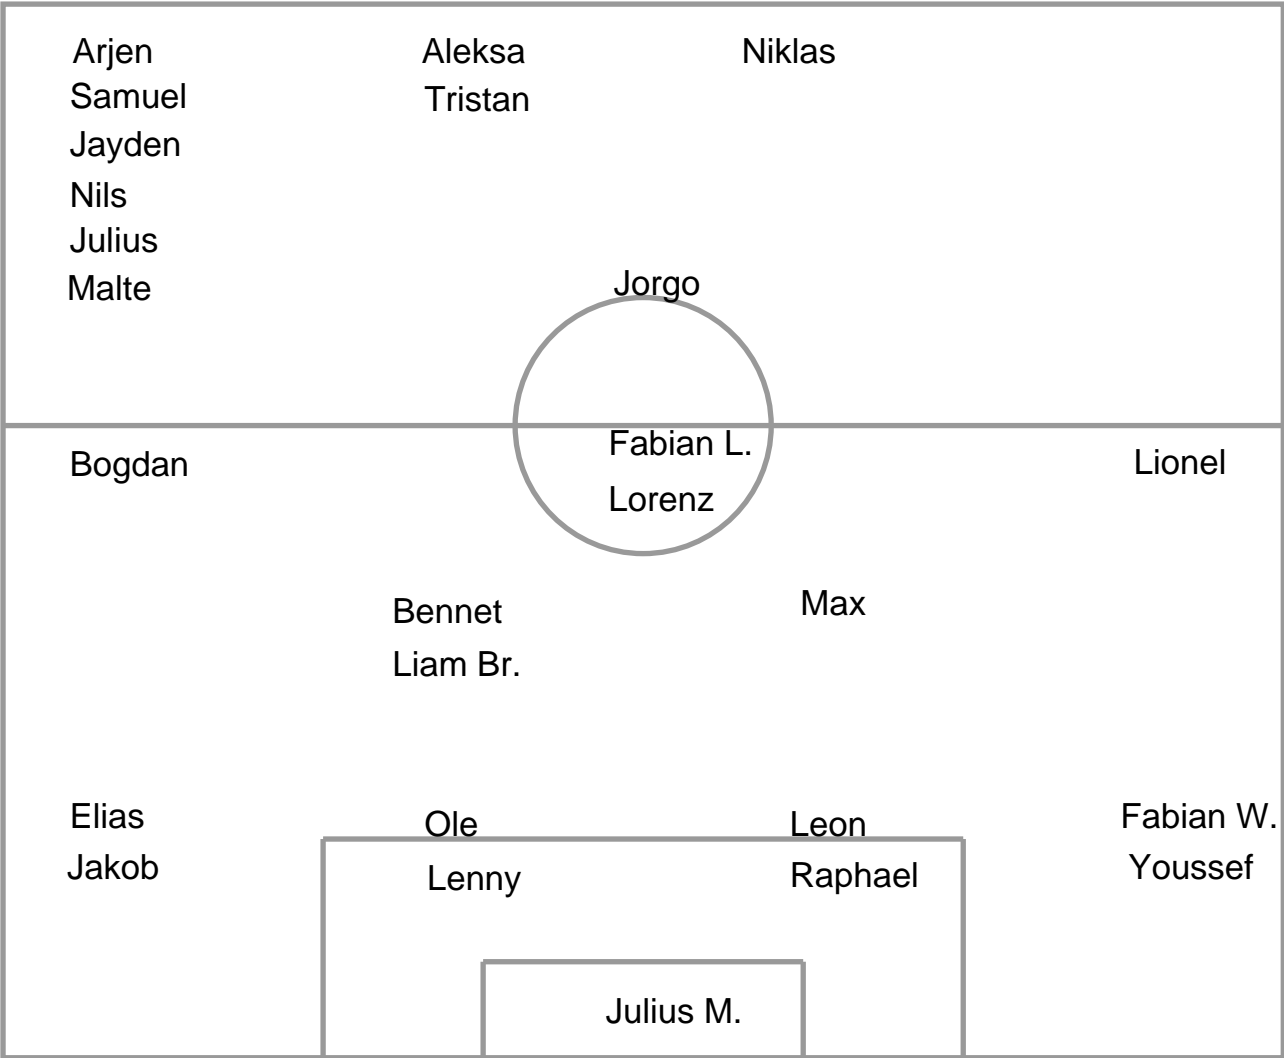 Arjen
Aleksa
Niklas
Samuel
Tristan
Jayden
Nils
Julius
Malte
Jorgo
Bogdan
Fabian L.
Lionel
Lorenz
Bennet
Max
Liam Br.
Elias
Ole
Leon
Fabian W.
Jakob
Lenny
Raphael
Youssef
Julius M.